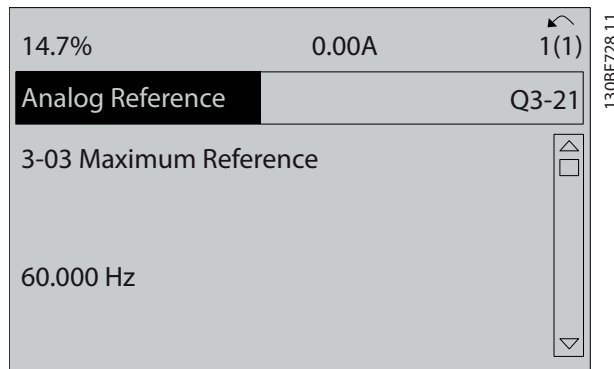 14.7% 0.00A 1(1)
Analog Reference Q3-21
3-03 Maximum Reference
60.000 Hz
130BF728.11